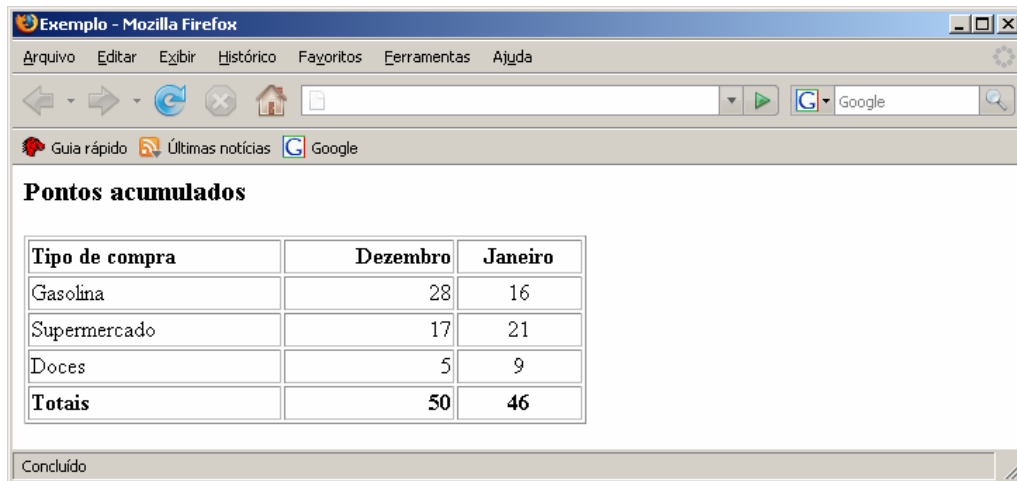 Exemplo - Mozilla Firefox
Arquivo Editar Exibir Histórico Favoritos Ferramentas Ajuda
G Google
Guia rápido Últimas notícias G Google
Pontos acumulados
Tipo de compra Dezembro Janeiro
Gasolina 28 16
Supermercado 17 21
Doces 5 9
Totais 50 46
Concluído